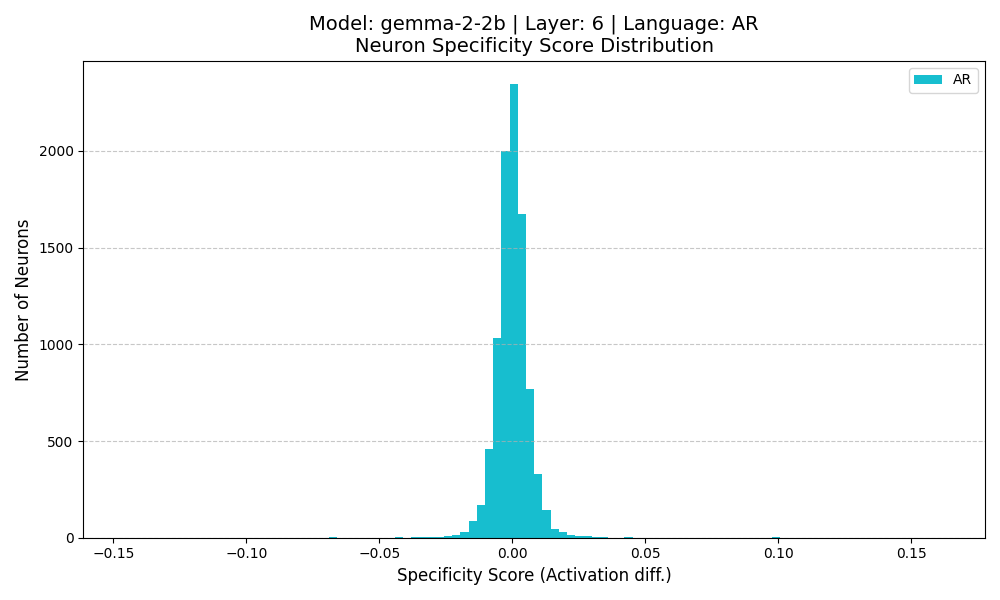 Model: gemma-2-2b | Layer: 6 | Language: AR
Neuron Specificity Score Distribution
AR
Number of Neurons
2000
1500
1000
500
0
−0.15
−0.10
−0.05
0.00
0.05
0.10
0.15
Specificity Score (Activation diff.)